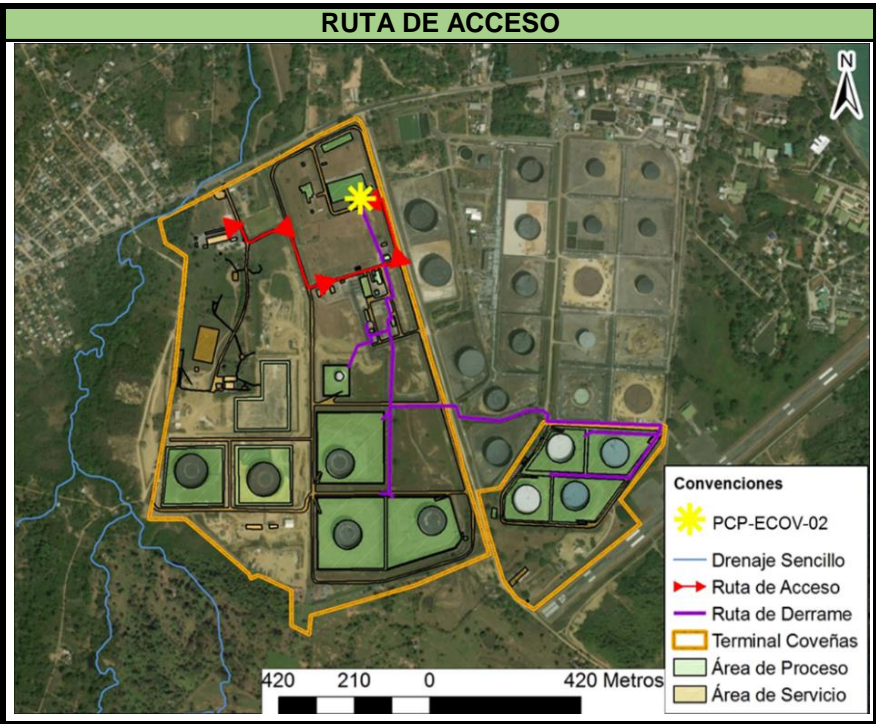 RUTA DE ACCESO
N
Convenciones
PCP-ECOV-02
Drenaje Sencillo
Ruta de Acceso
Ruta de Derrame
Terminal Coveñas
Área de Proceso
Área de Servicio
420 210 0 420 Metros